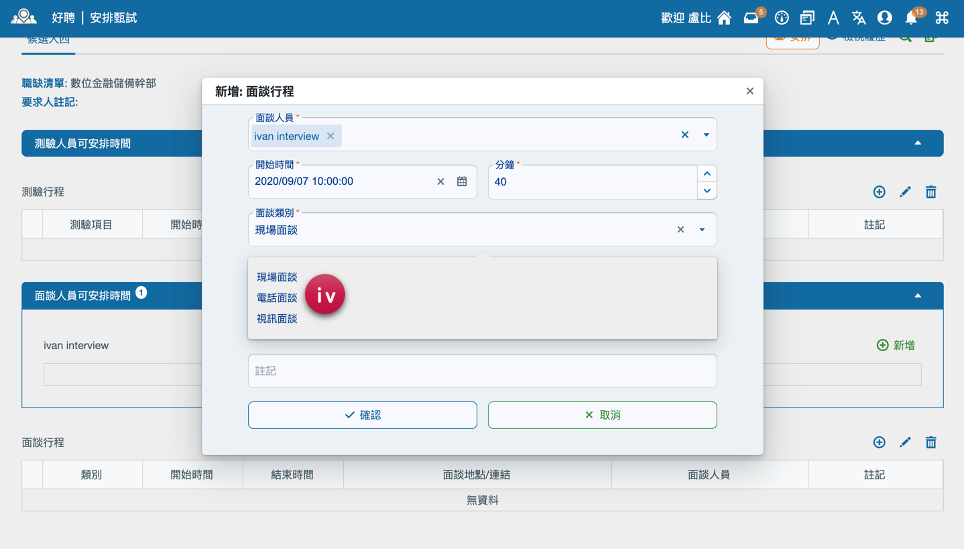 好聘 | 安排甄試
歡迎 盧比
5
13
候選人四
安排
檢視履歷
職缺清單: 數位金融儲備幹部
要求人註記:
測驗人員可安排時間
測驗行程
測驗項目
開始時
註記
面談人員可安排時間 1
ivan interview
新增
面談行程
類別 開始時間 結束時間 面談地點/連結 面談人員 註記
無資料
新增: 面談行程
面談人員*
ivan interview
開始時間*
2020/09/07 10:00:00
分鐘*
40
面談類別*
現場面談
現場面談
電話面談
視訊面談
iv
註記
確認
取消